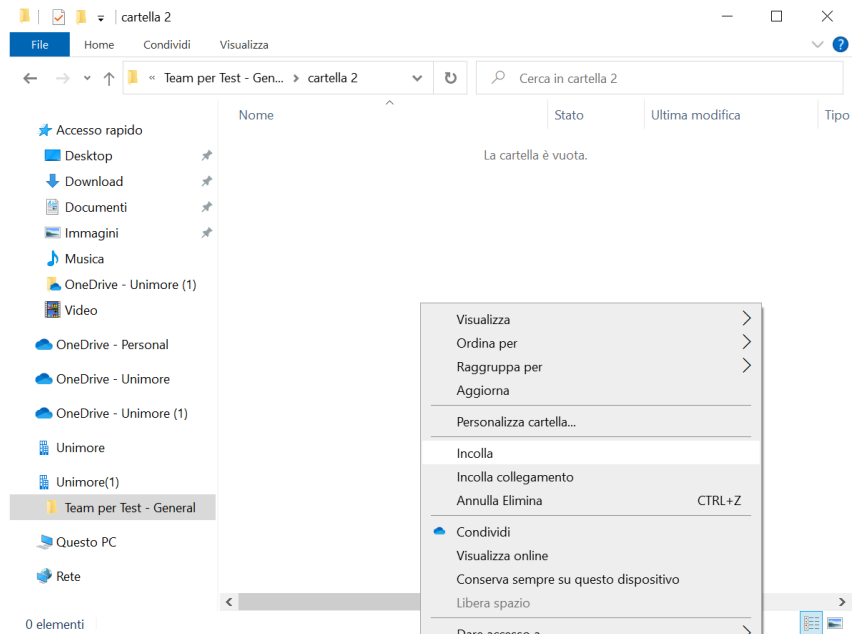 cartella 2
File Home Condividi Visualizza
« Team per Test - Gen... > cartella 2
Cerca in cartella 2
Nome Stato Ultima modifica Tipo
La cartella è vuota.
Accesso rapido
Desktop
Download
Documenti
Immagini
Musica
OneDrive - Unimore (1)
Video
OneDrive - Personal
OneDrive - Unimore
OneDrive - Unimore (1)
Unimore
Unimore(1)
Team per Test - General
Questo PC
Rete
Visualizza
Ordina per
Raggruppa per
Aggiorna
Personalizza cartella...
Incolla
Incolla collegamento
Annulla Elimina CTRL+Z
Condividi
Visualizza online
Conserva sempre su questo dispositivo
Libera spazio
Dare accesso a
0 elementi